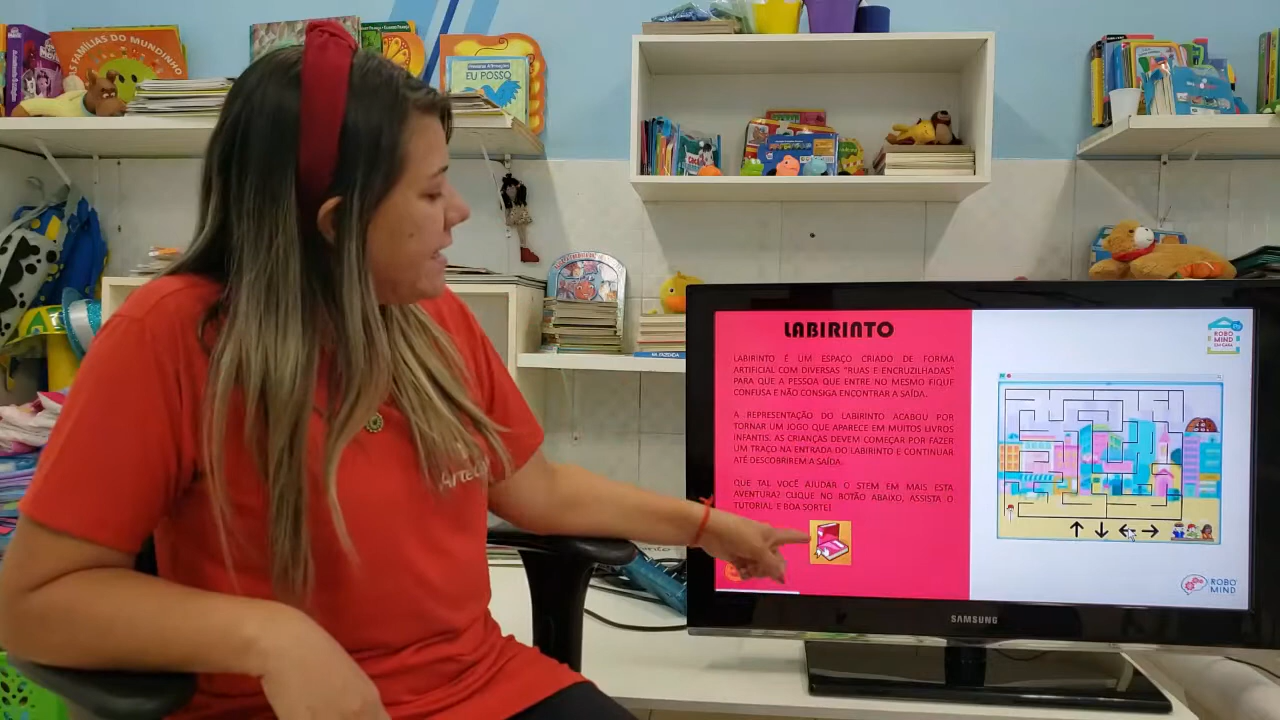 AS FAMÍLIAS DO MUNDINHO
EU POSSO
LABIRINTO
LABIRINTO É UM ESPAÇO CRIADO DE FORMA
ARTIFICIAL COM DIVERSAS "RUAS E ENCRUZILHADAS"
PARA QUE A PESSOA QUE ENTRE NO MESMO FIQUE
CONFUSA E NÃO CONSIGA ENCONTRAR A SAÍDA.
A REPRESENTAÇÃO DO LABIRINTO ACABOU POR
TORNAR UM JOGO QUE APARECE EM MUITOS LIVROS
INFANTIS. AS CRIANÇAS DEVEM COMEÇAR POR FAZER
UM TRAÇO NA ENTRADA DO LABIRINTO E CONTINUAR
ATÉ DESCOBRIREM A SAÍDA.
QUE TAL VOCÊ AJUDAR O STEM EM MAIS ESTA
AVENTURA? CLIQUE NO BOTÃO ABAIXO, ASSISTA O
TUTORIAL E BOA SORTE!
ROBO
MIND
EM CASA
ROBO
MIND
SAMSUNG